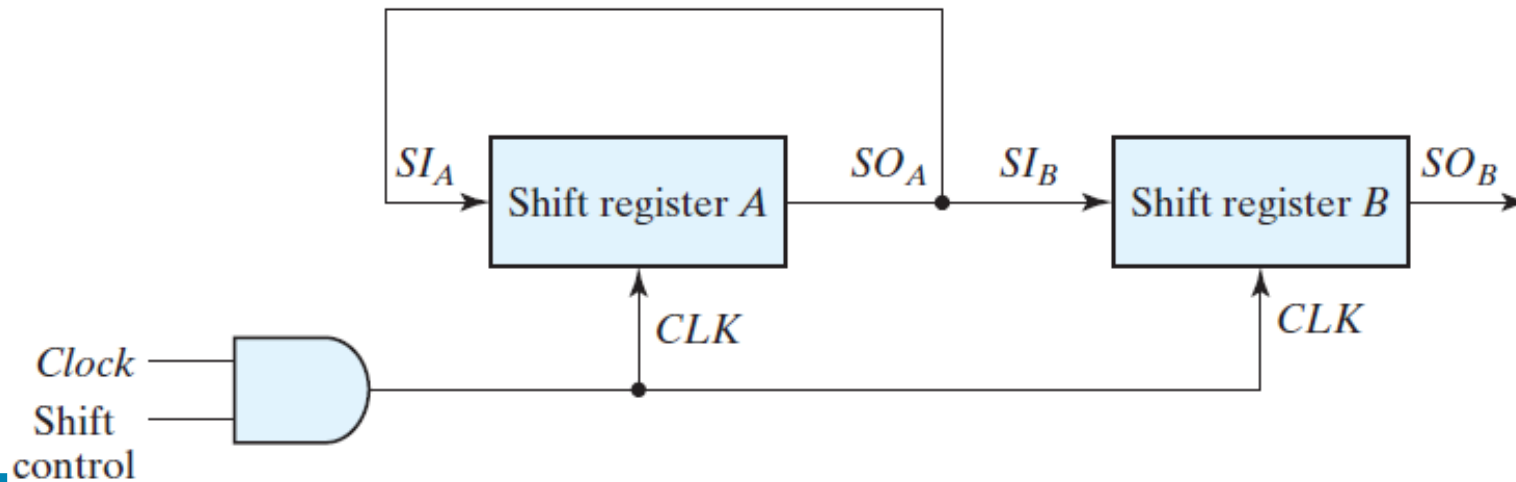 SI_A
Shift register A
SO_A
SI_B
Shift register B
SO_B
CLK
CLK
Clock
Shift
control